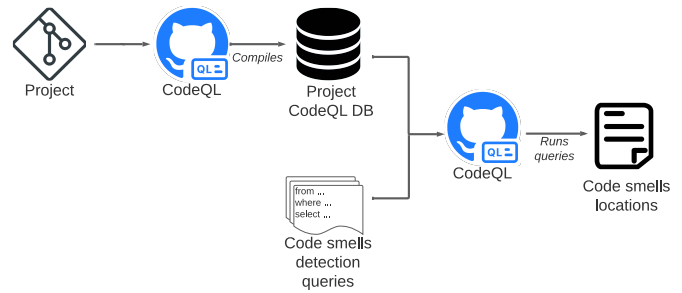 QL
Compiles
Project
CodeQL
Project
CodeQL DB
QL
Runs
queries
CodeQL
from ...
where ...
select ...
Code smells
locations
Code smells
detection
queries